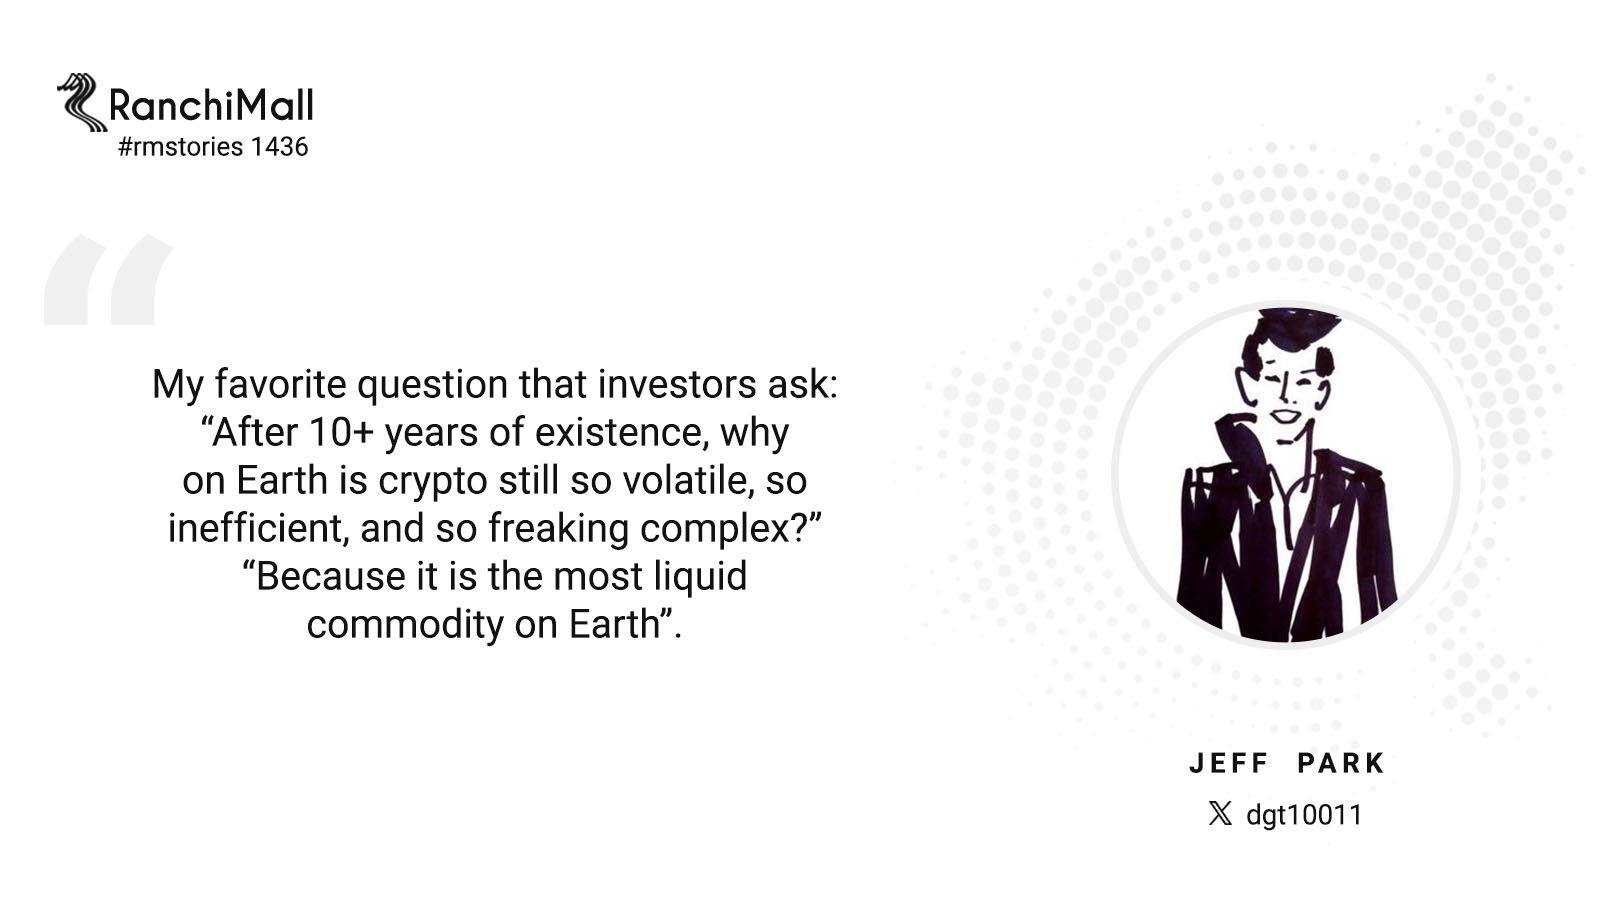 RanchiMall
#rmstories 1436
“
My favorite question that investors ask:
“After 10+ years of existence, why
on Earth is crypto still so volatile, so
inefficient, and so freaking complex?”
“Because it is the most liquid
commodity on Earth”.
JEFF PARK
𝕏 dgt10011